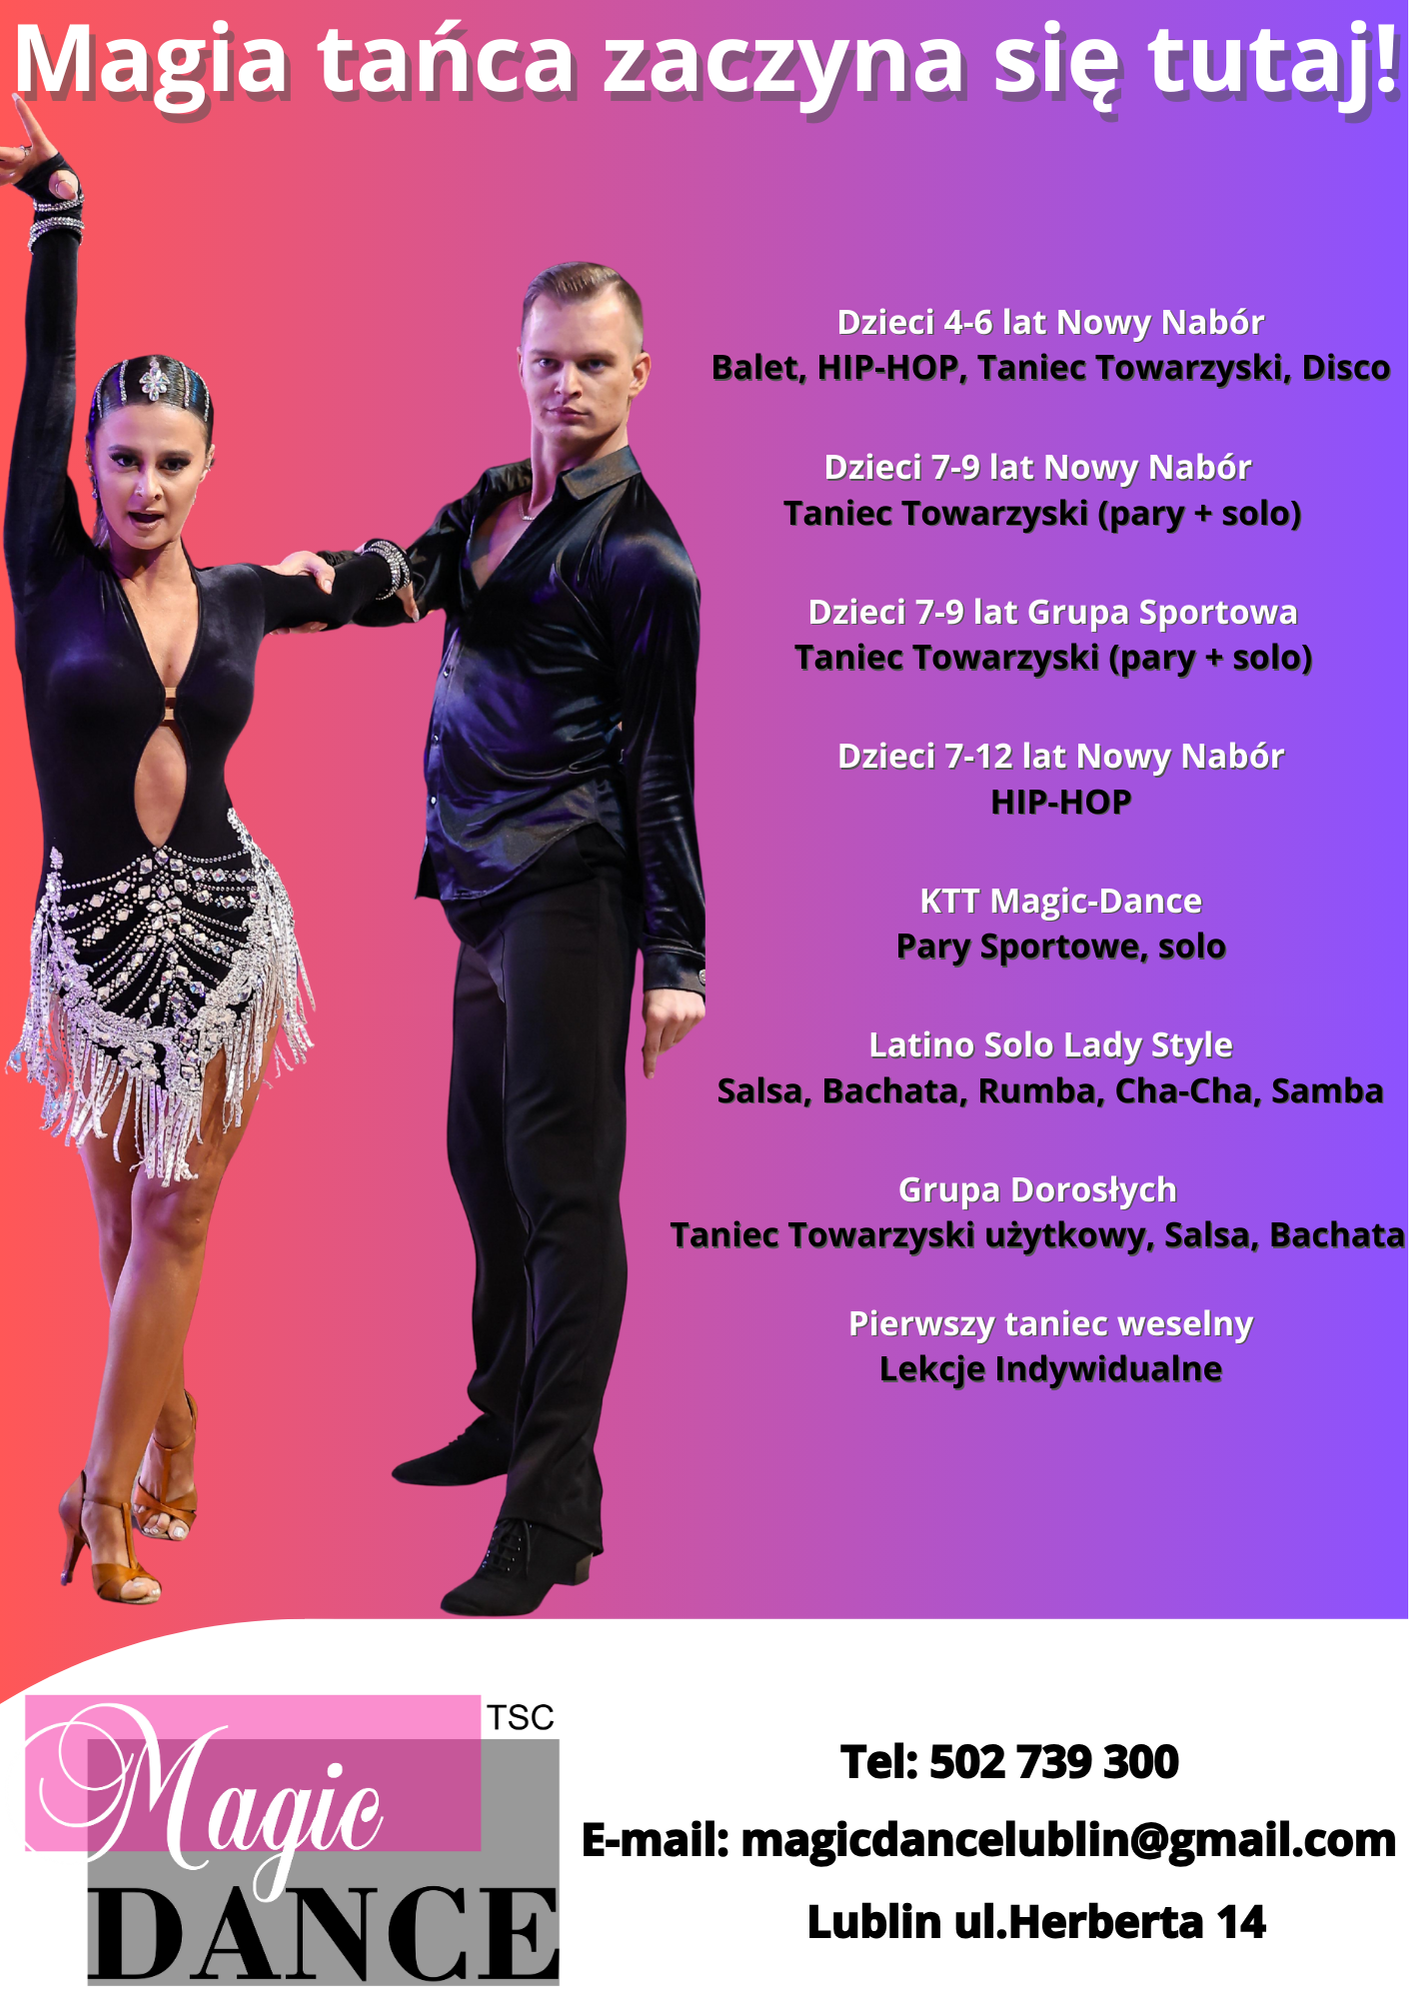 Magia tańca zaczyna się tutaj!
Dzieci 4-6 lat Nowy Nabór
Balet, HIP-HOP, Taniec Towarzyski, Disco
Dzieci 7-9 lat Nowy Nabór
Taniec Towarzyski (pary + solo)
Dzieci 7-9 lat Grupa Sportowa
Taniec Towarzyski (pary + solo)
Dzieci 7-12 lat Nowy Nabór
HIP-HOP
KTT Magic-Dance
Pary Sportowe, solo
Latino Solo Lady Style
Salsa, Bachata, Rumba, Cha-Cha, Samba
Grupa Dorosłych
Taniec Towarzyski użytkowy, Salsa, Bachata
Pierwszy taniec weselny
Lekcje Indywidualne
TSC
Magic
DANCE
Tel: 502 739 300
E-mail: magicdancelublin@gmail.com
Lublin ul.Herberta 14